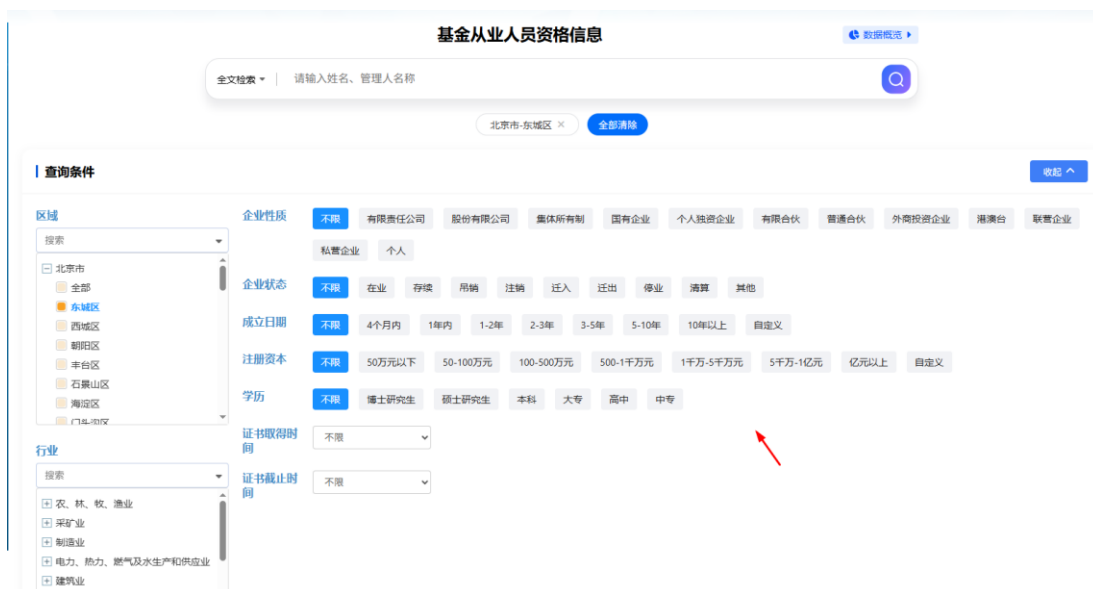 基金从业人员资格信息
数据概览
全文检索 请输入姓名、管理人名称
北京市-东城区 × 全部清除
查询条件 收起
区域
搜索
北京市
全部
东城区
西城区
朝阳区
丰台区
石景山区
海淀区
门头沟区
行业
搜索
农、林、牧、渔业
采矿业
制造业
电力、热力、燃气及水生产和供应业
建筑业
企业性质 不限 有限责任公司 股份有限公司 集体所有制 国有企业 个人独资企业 有限合伙 普通合伙 外商投资企业 港澳台 联营企业
私营企业 个人
企业状态 不限 在业 存续 吊销 注销 迁入 迁出 停业 清算 其他
成立日期 不限 4个月内 1年内 1-2年 2-3年 3-5年 5-10年 10年以上 自定义
注册资本 不限 50万元以下 50-100万元 100-500万元 500-1千万元 1千万-5千万元 5千万-1亿元 亿元以上 自定义
学历 不限 博士研究生 硕士研究生 本科 大专 高中 中专
证书取得时
间
不限
证书截止时
间
不限